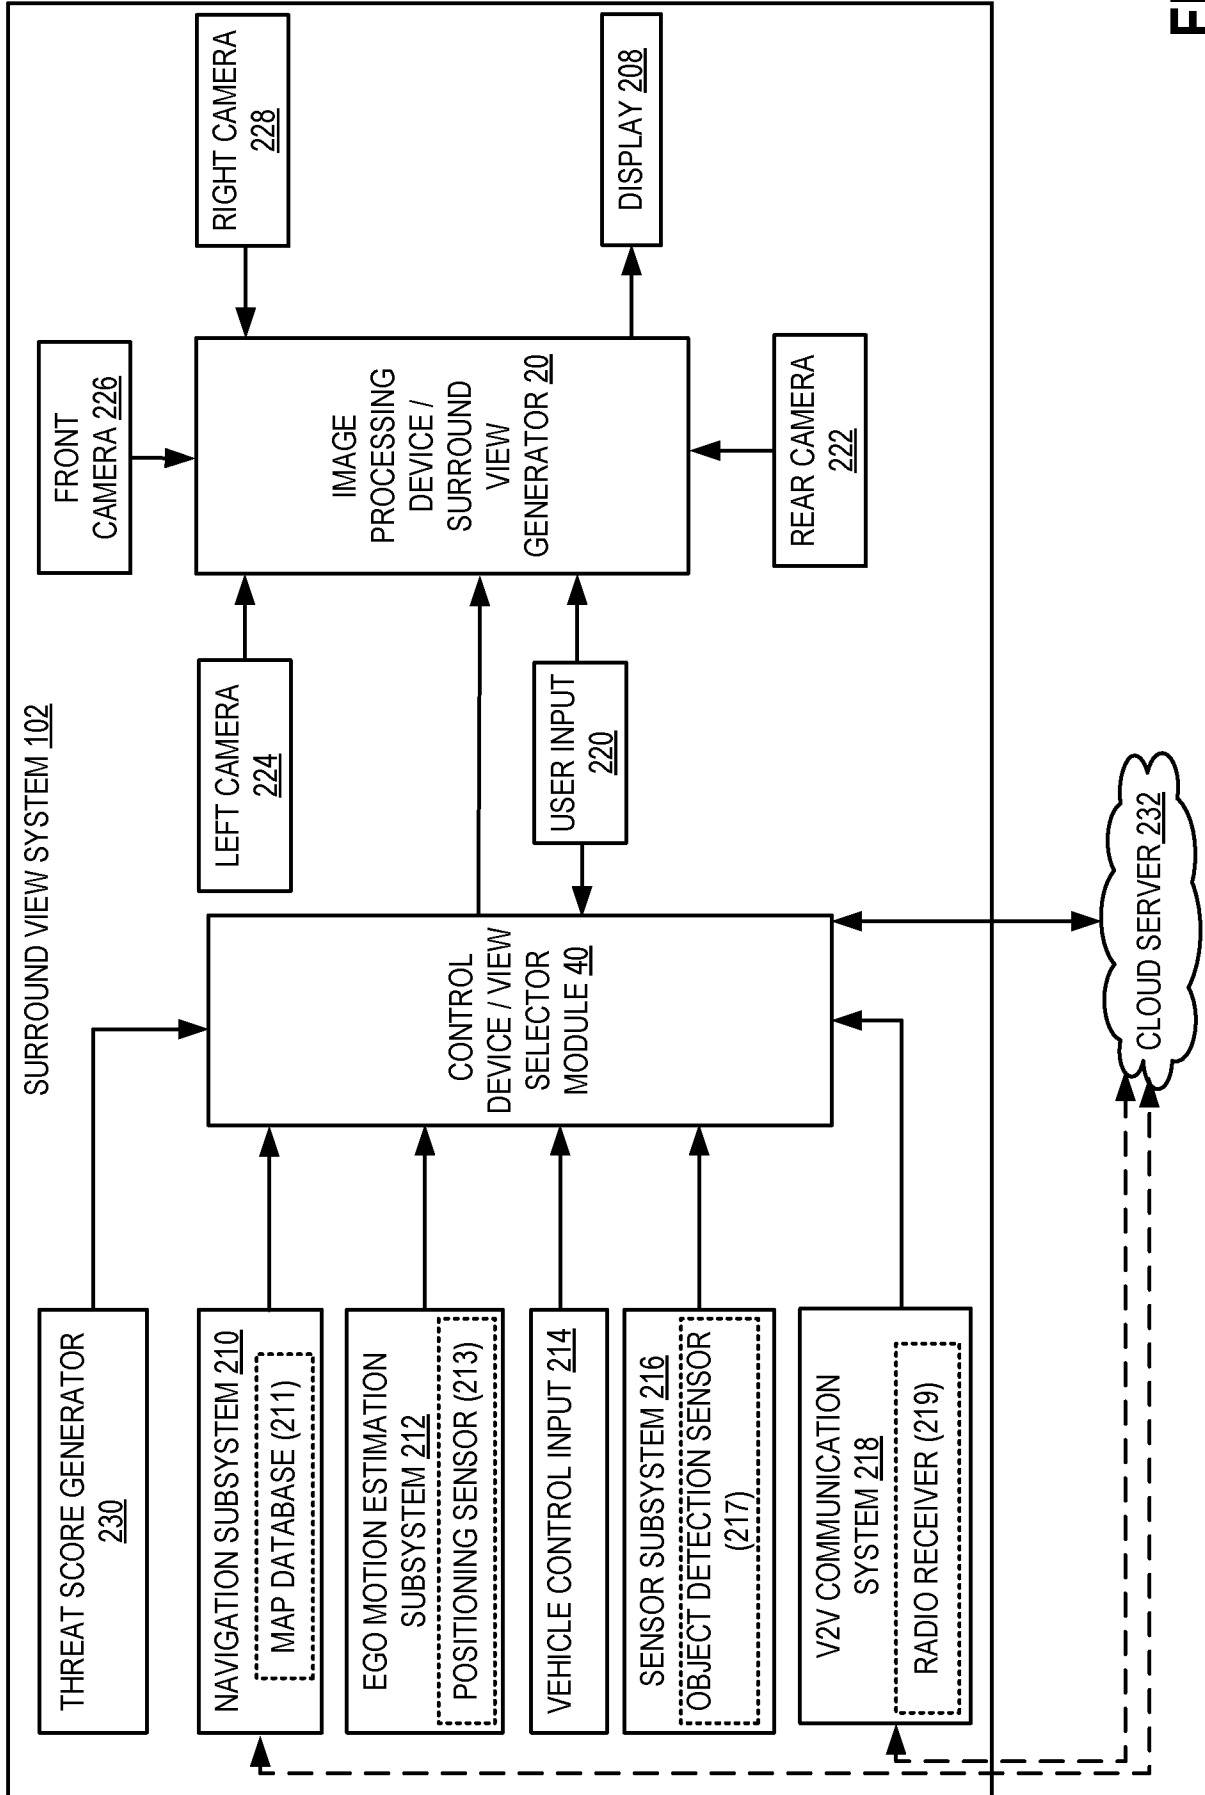 SURROUND VIEW SYSTEM 102
THREAT SCORE GENERATOR
230
NAVIGATION SUBSYSTEM 210
MAP DATABASE (211)
EGO MOTION ESTIMATION
SUBSYSTEM 212
POSITIONING SENSOR (213)
VEHICLE CONTROL INPUT 214
SENSOR SUBSYSTEM 216
OBJECT DETECTION SENSOR
(217)
V2V COMMUNICATION
SYSTEM 218
RADIO RECEIVER (219)
CONTROL
DEVICE / VIEW
SELECTOR
MODULE 40
LEFT CAMERA
224
USER INPUT
220
FRONT
CAMERA 226
IMAGE
PROCESSING
DEVICE /
SURROUND
VIEW
GENERATOR 20
REAR CAMERA
222
RIGHT CAMERA
228
DISPLAY 208
CLOUD SERVER 232